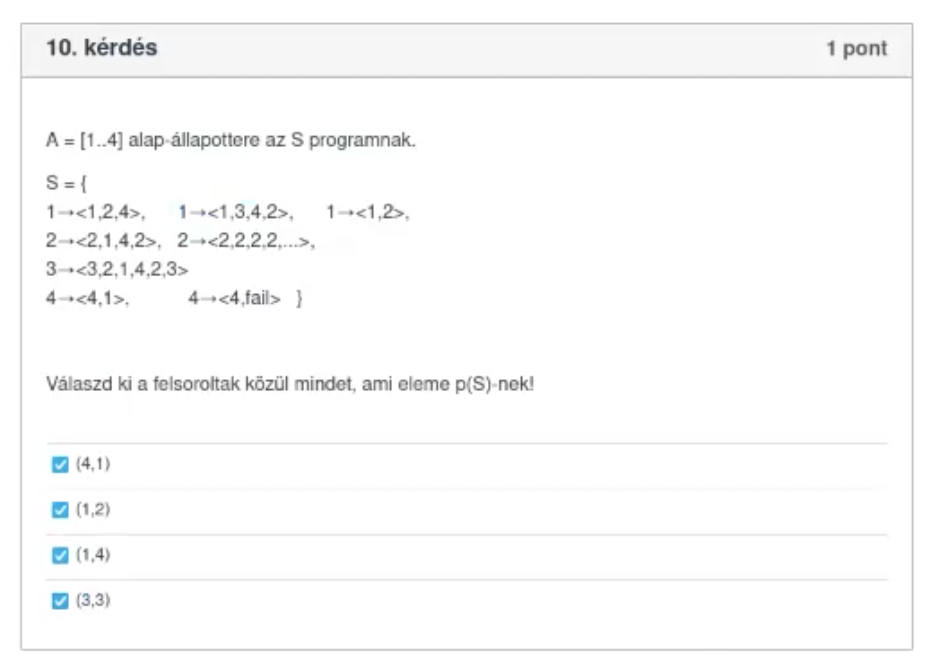 10. kérdés 1 pont
A = [1..4] alap-állapottere az S programnak.
S = {
1→<1,2,4>, 1→<1,3,4,2>, 1→<1,2>,
2→<2,1,4,2>, 2→<2,2,2,2,...>,
3→<3,2,1,4,2,3>
4→<4,1>, 4→<4,fail> }
Válaszd ki a felsoroltak közül mindet, ami eleme p(S)-nek!
(4,1)
(1,2)
(1,4)
(3,3)